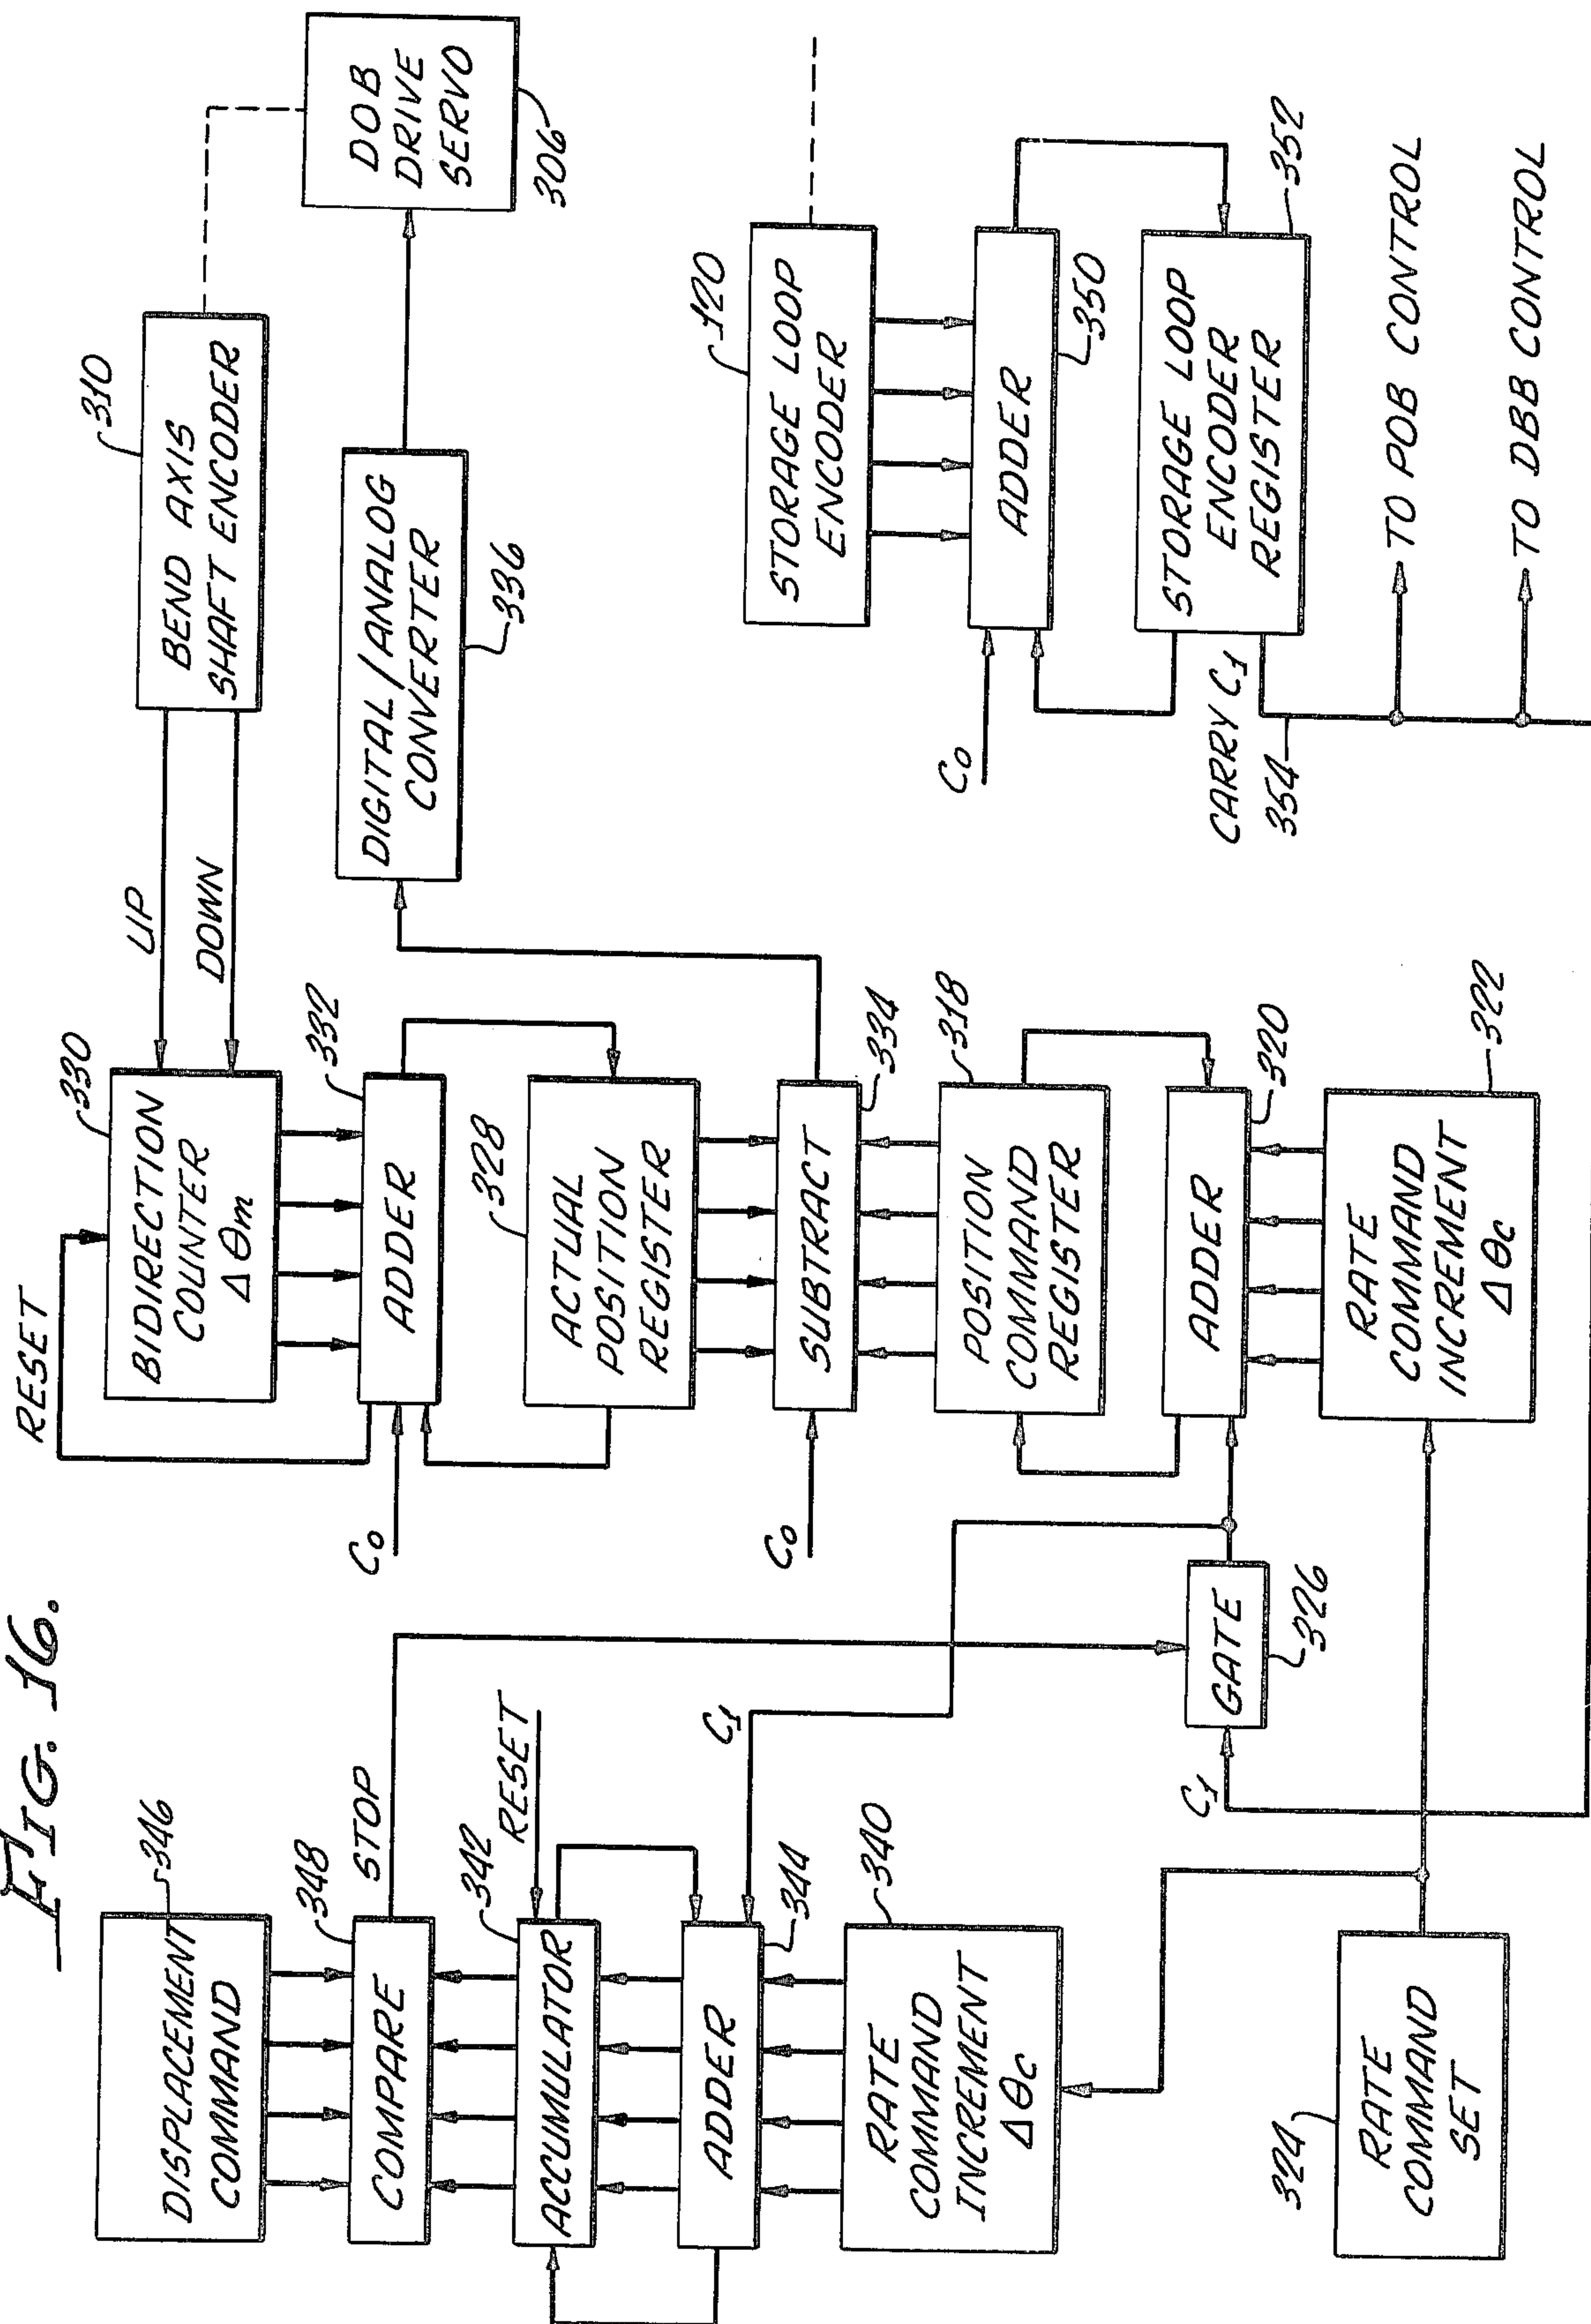 FIG. 16.
DISPLACEMENT
COMMAND
346
COMPARE
348
STOP
ACCUMULATOR
342
RESET
ADDER
344
C1
RATE
COMMAND
INCREMENT
Δθc
340
RATE
COMMAND
SET
324
GATE
326
C1
RESET
BIDIRECTION
COUNTER
Δθm
330
UP
DOWN
ADDER
332
C0
ACTUAL
POSITION
REGISTER
328
SUBTRACT
334
C0
POSITION
COMMAND
REGISTER
318
ADDER
320
RATE
COMMAND
INCREMENT
Δθc
322
BEND AXIS
SHAFT ENCODER
310
DIGITAL/ANALOG
CONVERTER
336
DOB
DRIVE
SERVO
306
STORAGE LOOP
ENCODER
120
ADDER
350
C0
STORAGE LOOP
ENCODER
REGISTER
352
CARRY C1
354
TO POB CONTROL
TO DBB CONTROL